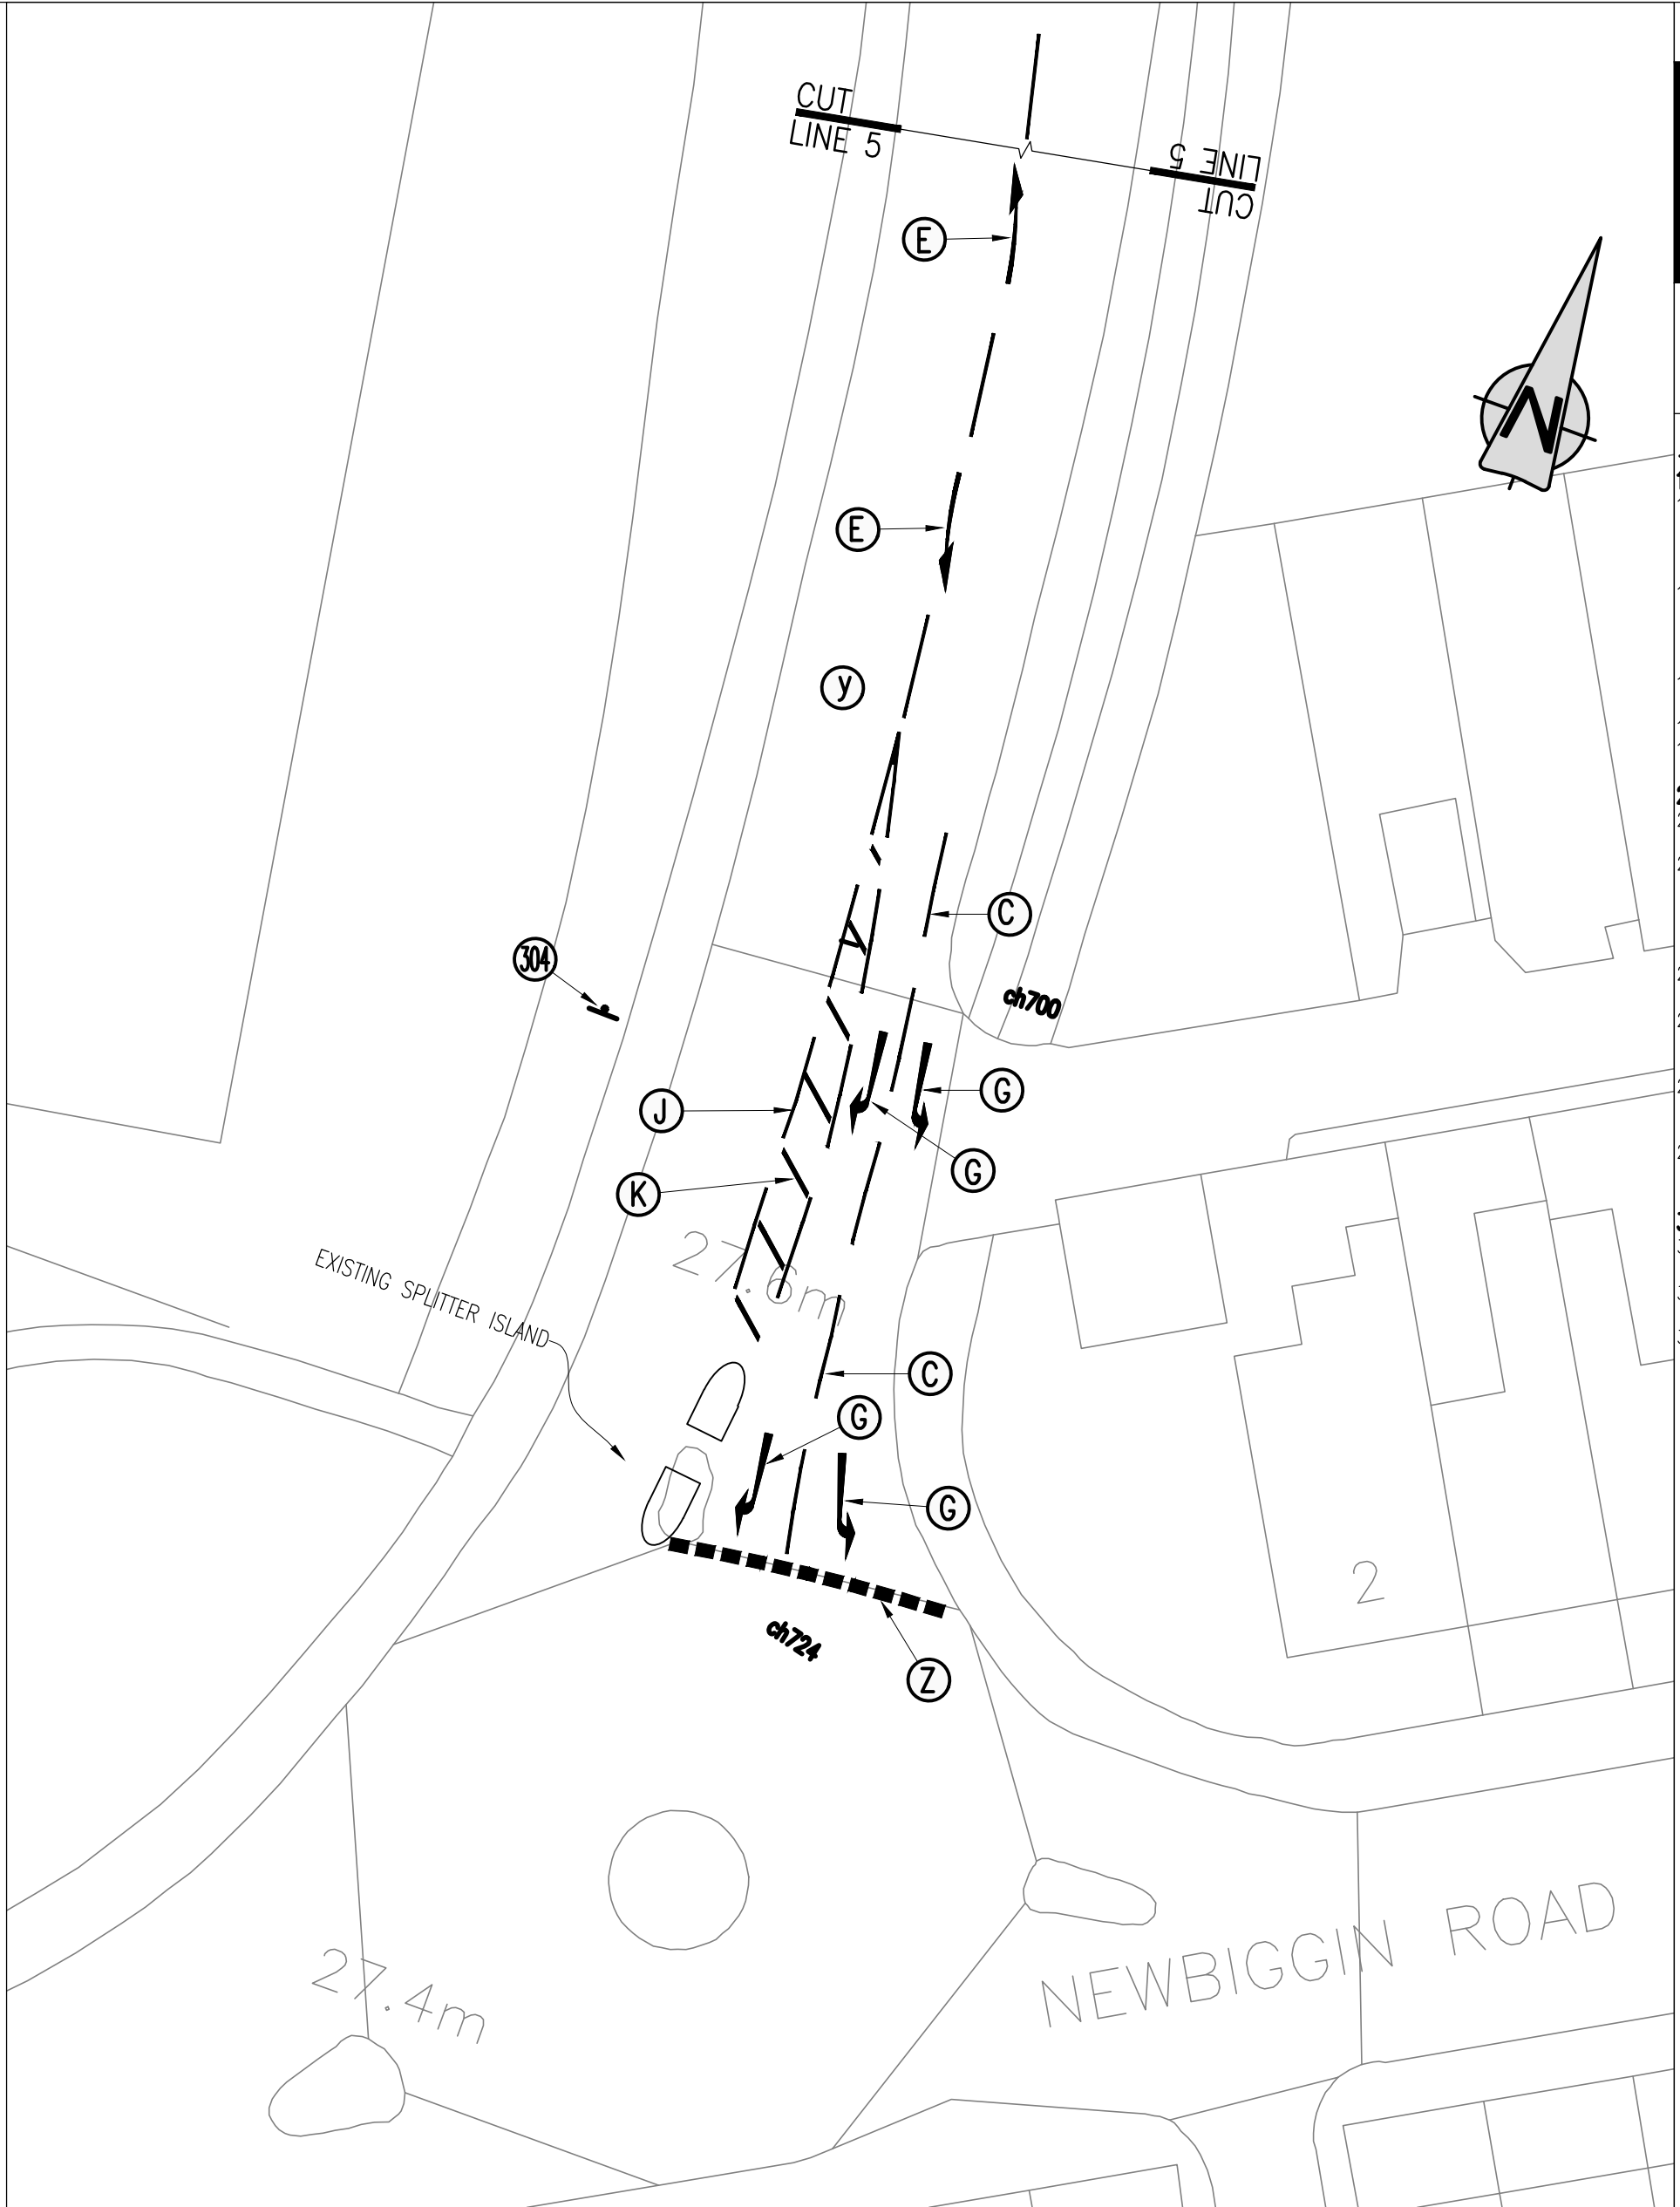 CUT
LINE 5
LINE 5
CUT
E
N
E
y
C
304
ch700
J
G
G
K
27.6m
EXISTING SPLITTER ISLAND
C
G
G
2
ch724
Z
NEWBIGGIN ROAD
27.4m